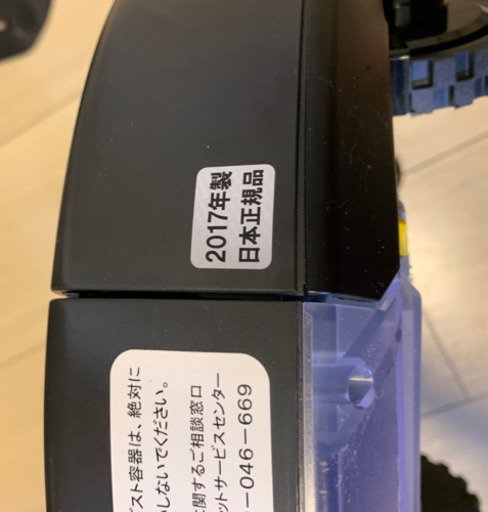 2017年製
日本正規品
ダスト容器は、絶対に
しないでください。
に関するご相談窓口
ットサービスセンター
-046-669